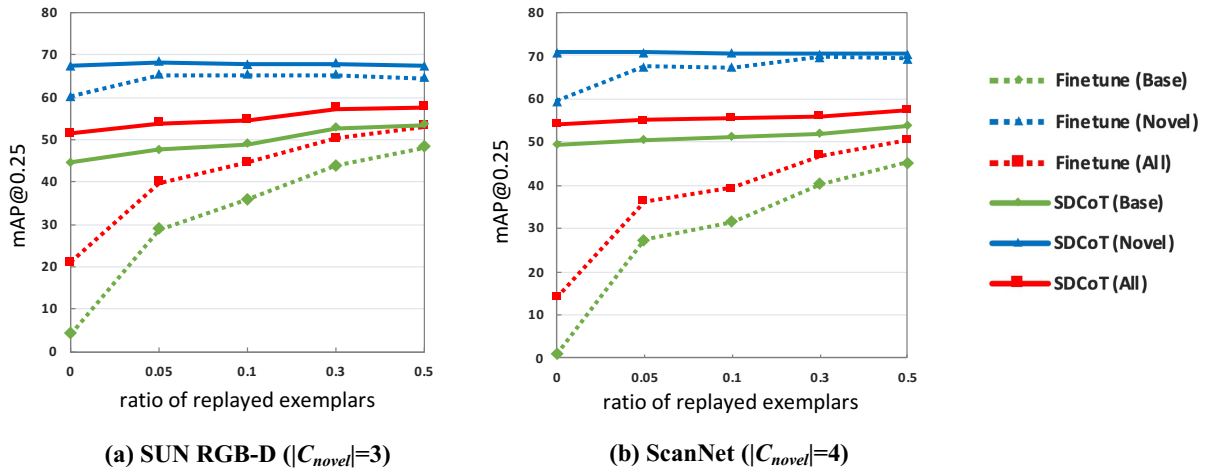 80
70
60
50
40
30
20
10
0
mAP@0.25
0 0.05 0.1 0.3 0.5
ratio of replayed exemplars
(a) SUN RGB-D (|C_novel|=3)
80
70
60
50
40
30
20
10
0
mAP@0.25
0 0.05 0.1 0.3 0.5
ratio of replayed exemplars
(b) ScanNet (|C_novel|=4)
Finetune (Base)
Finetune (Novel)
Finetune (All)
SDCoT (Base)
SDCoT (Novel)
SDCoT (All)